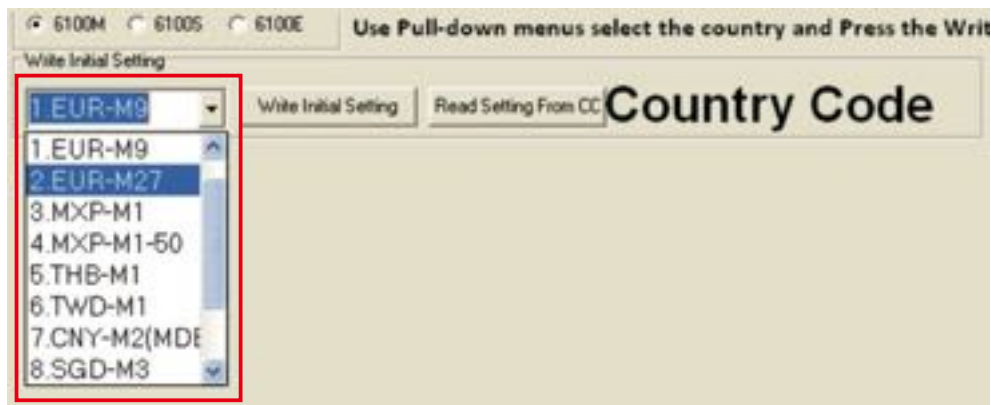 6100M 6100S 6100E Use Pull-down menus select the country and Press the Writ
Write Initial Setting
1.EUR-M9 Write Initial Setting Read Setting From CC Country Code
1.EUR-M9
2.EUR-M27
3.MXP-M1
4.MXP-M1-50
5.THB-M1
6.TWD-M1
7.CNY-M2(MDB
8.SGD-M3